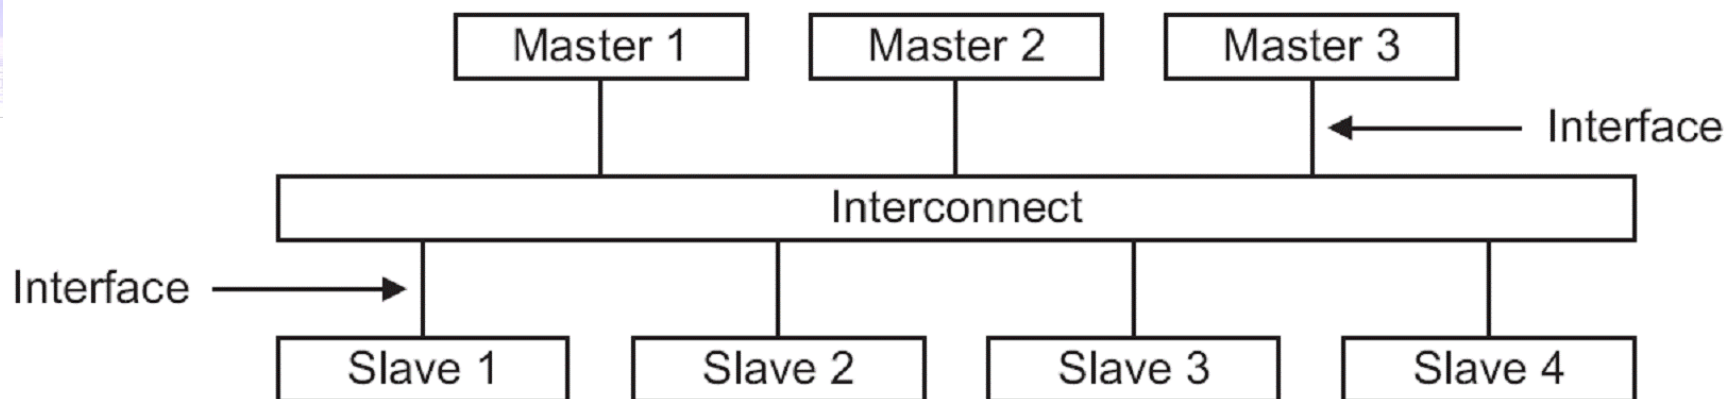 Master 1
Master 2
Master 3
Interface
Interconnect
Interface
Slave 1
Slave 2
Slave 3
Slave 4